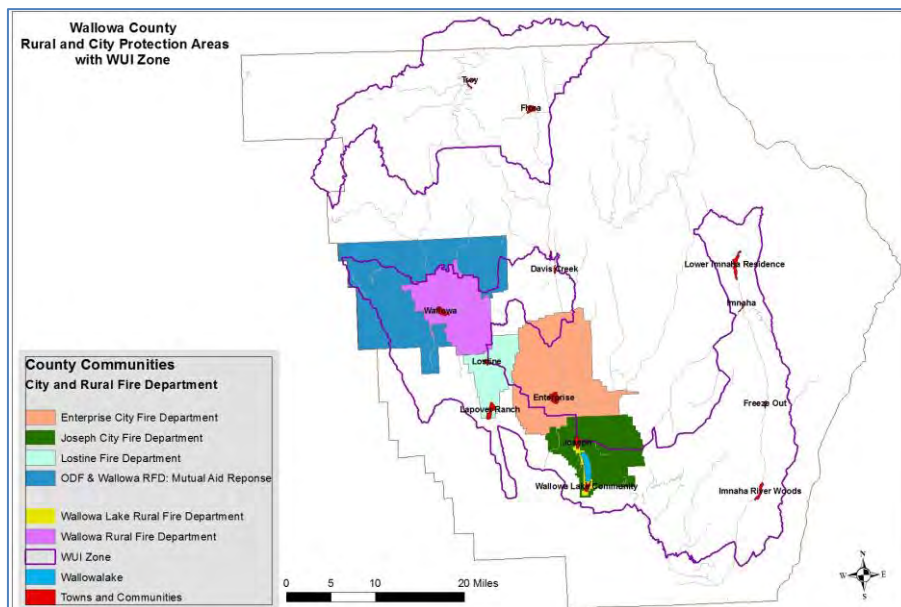 Wallowa County
Rural and City Protection Areas
with WUI Zone
Troy
Flora
Davis Creek
Lower Imnaha Residence
Imnaha
Wallowa
Lostine
Enterprise
Lapover Ranch
Freeze Out
Joseph
Wallowa Lake Community
Imnaha River Woods
County Communities
City and Rural Fire Department
Enterprise City Fire Department
Joseph City Fire Department
Lostine Fire Department
ODF & Wallowa RFD: Mutual Aid Reponse
Wallowa Lake Rural Fire Department
Wallowa Rural Fire Department
WUI Zone
Wallowalake
Towns and Communities
0 5 10 20 Miles
N
W E
S